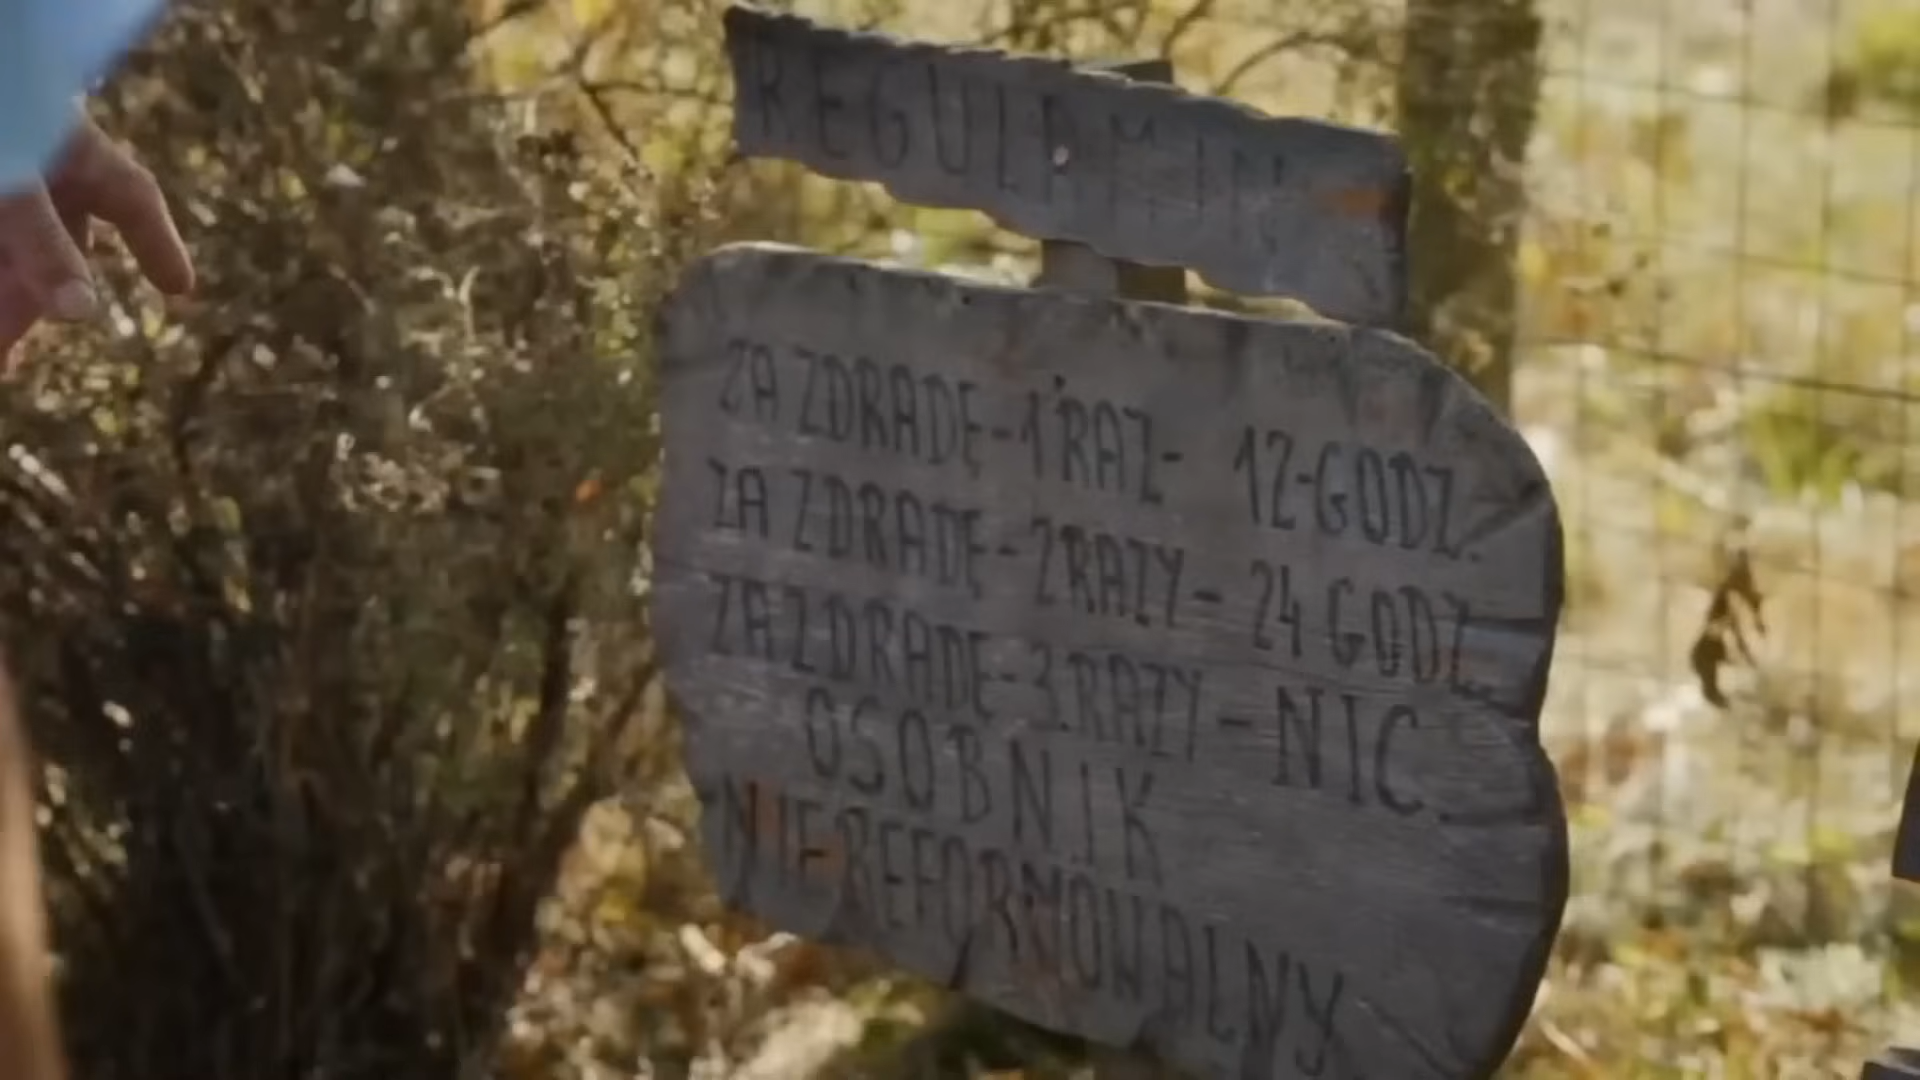 REGULAMIN
ZA ZDRADĘ-1 RAZ- 12-GODZ.
ZA ZDRADĘ-2 RAZY- 24 GODZ.
ZA ZDRADĘ-3.RAZY-NIC
OSOBNIK
NIEREFORMOWALNY